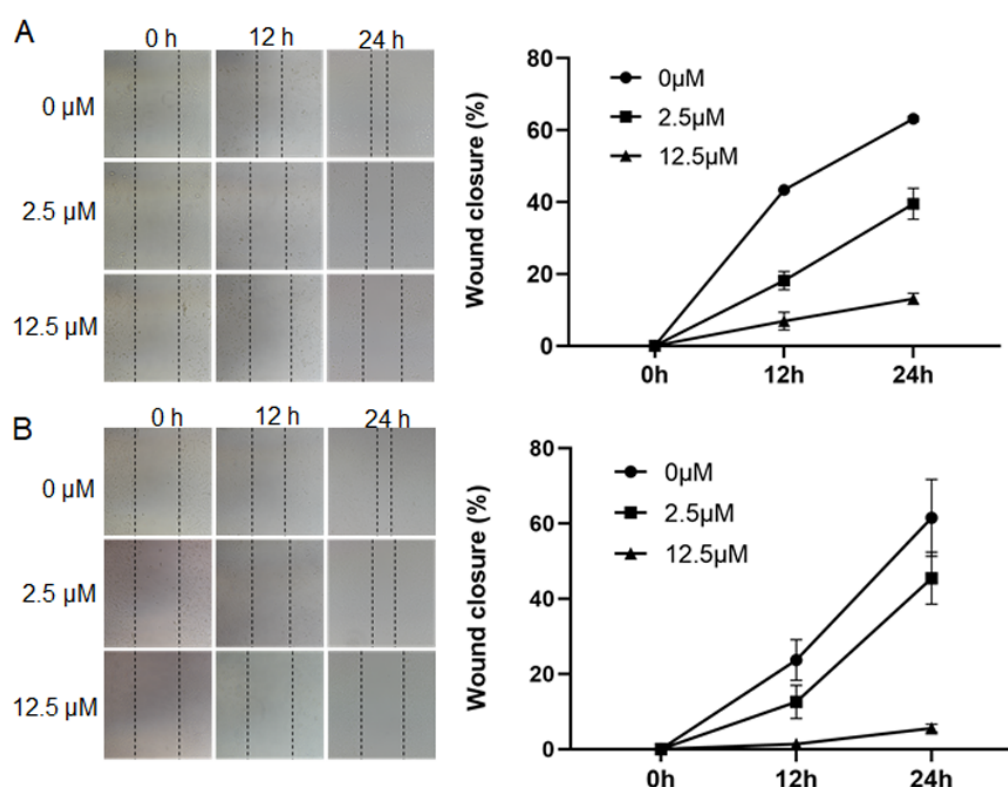 A
0 h 12 h 24 h
0 µM
2.5 µM
12.5 µM
Wound closure (%)
80
60
40
20
0
0µM
2.5µM
12.5µM
0h 12h 24h
B
0 h 12 h 24 h
0 µM
2.5 µM
12.5 µM
Wound closure (%)
80
60
40
20
0
0µM
2.5µM
12.5µM
0h 12h 24h